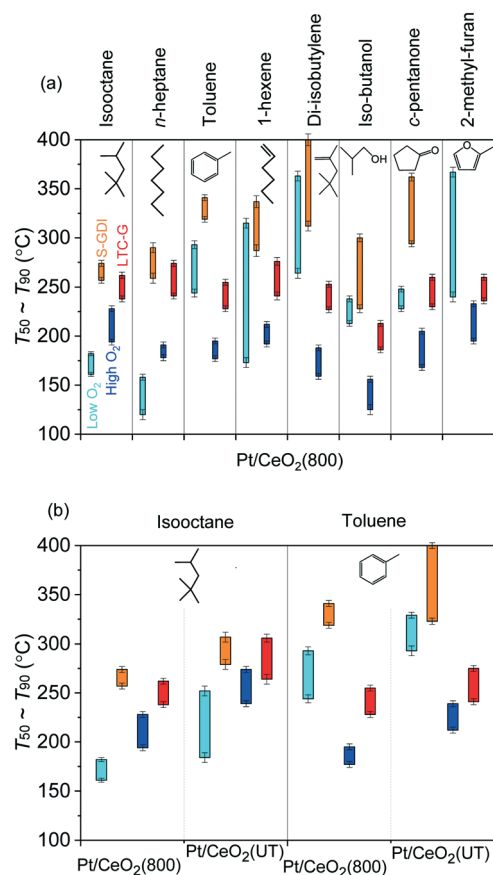 (a)
Isooctane
n-heptane
Toluene
1-hexene
Di-isobutylene
Iso-butanol
c-pentanone
2-methyl-furan
OH
O
O
T50 ~ T90 (°C)
400
350
300
250
200
150
100
Low O2
S-GDI
High O2
LTC-G
Pt/CeO2(800)
(b)
Isooctane
Toluene
T50 ~ T90 (°C)
400
350
300
250
200
150
100
Pt/CeO2(800)
Pt/CeO2(UT)
Pt/CeO2(800)
Pt/CeO2(UT)